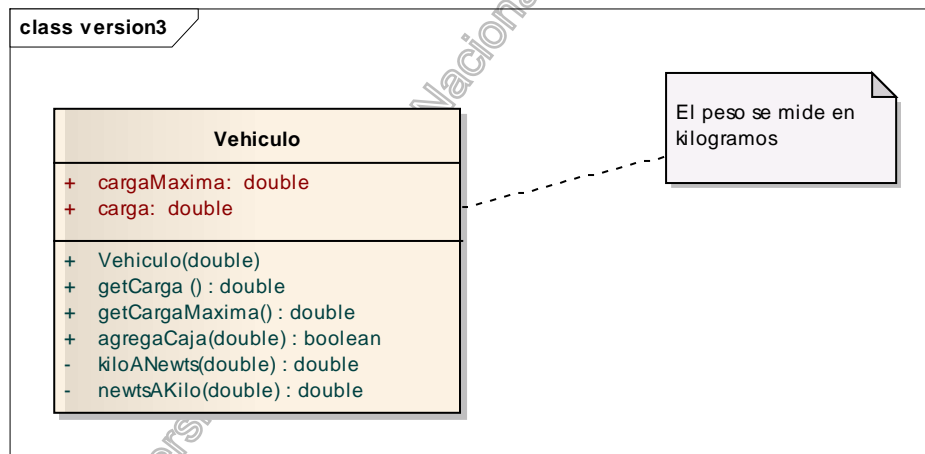 class version3
Nacional
Vehiculo
+ cargaMaxima: double
+ carga: double
+ Vehiculo(double)
+ getCarga () : double
+ getCargaMaxima() : double
+ agregaCaja(double) : boolean
- kiloANewts(double) : double
- newtsAKilo(double) : double
El peso se mide en
kilogramos